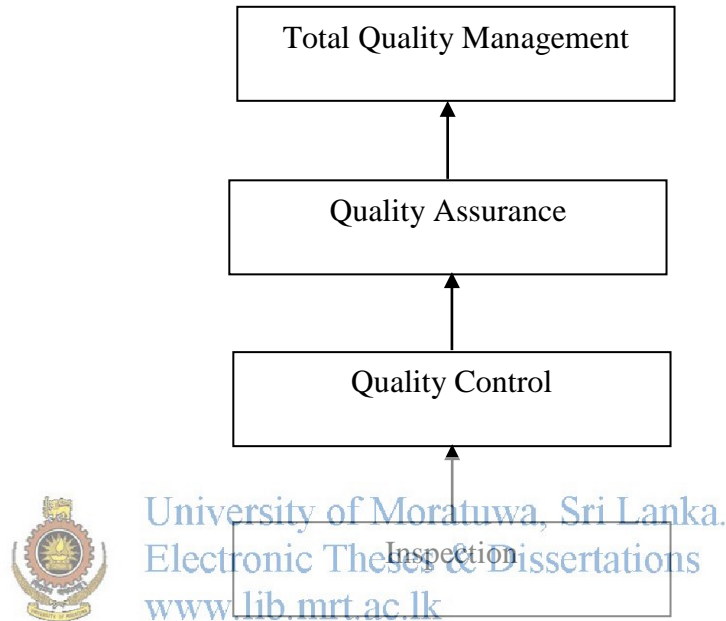 Total Quality Management
Quality Assurance
Quality Control
University of Moratuwa, Sri Lanka.
Electronic Theses & Dissertations
Inspection
www.lib.mrt.ac.lk